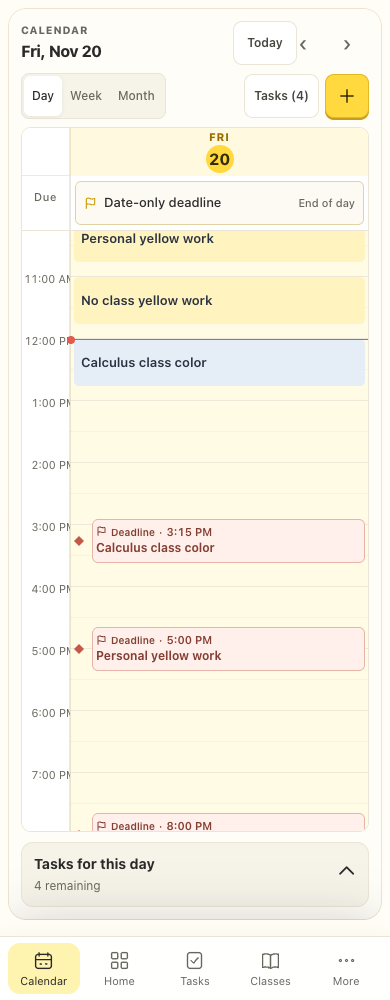 CALENDAR
Fri, Nov 20
Today
Day Week Month
Tasks (4)
FRI
20
Due
Date-only deadline End of day
Personal yellow work
11:00 AM
No class yellow work
12:00 PM
Calculus class color
1:00 PM
2:00 PM
3:00 PM
Deadline · 3:15 PM
Calculus class color
4:00 PM
Deadline · 5:00 PM
5:00 PM
Personal yellow work
6:00 PM
7:00 PM
Deadline · 8:00 PM
Tasks for this day
4 remaining
Calendar Home Tasks Classes More